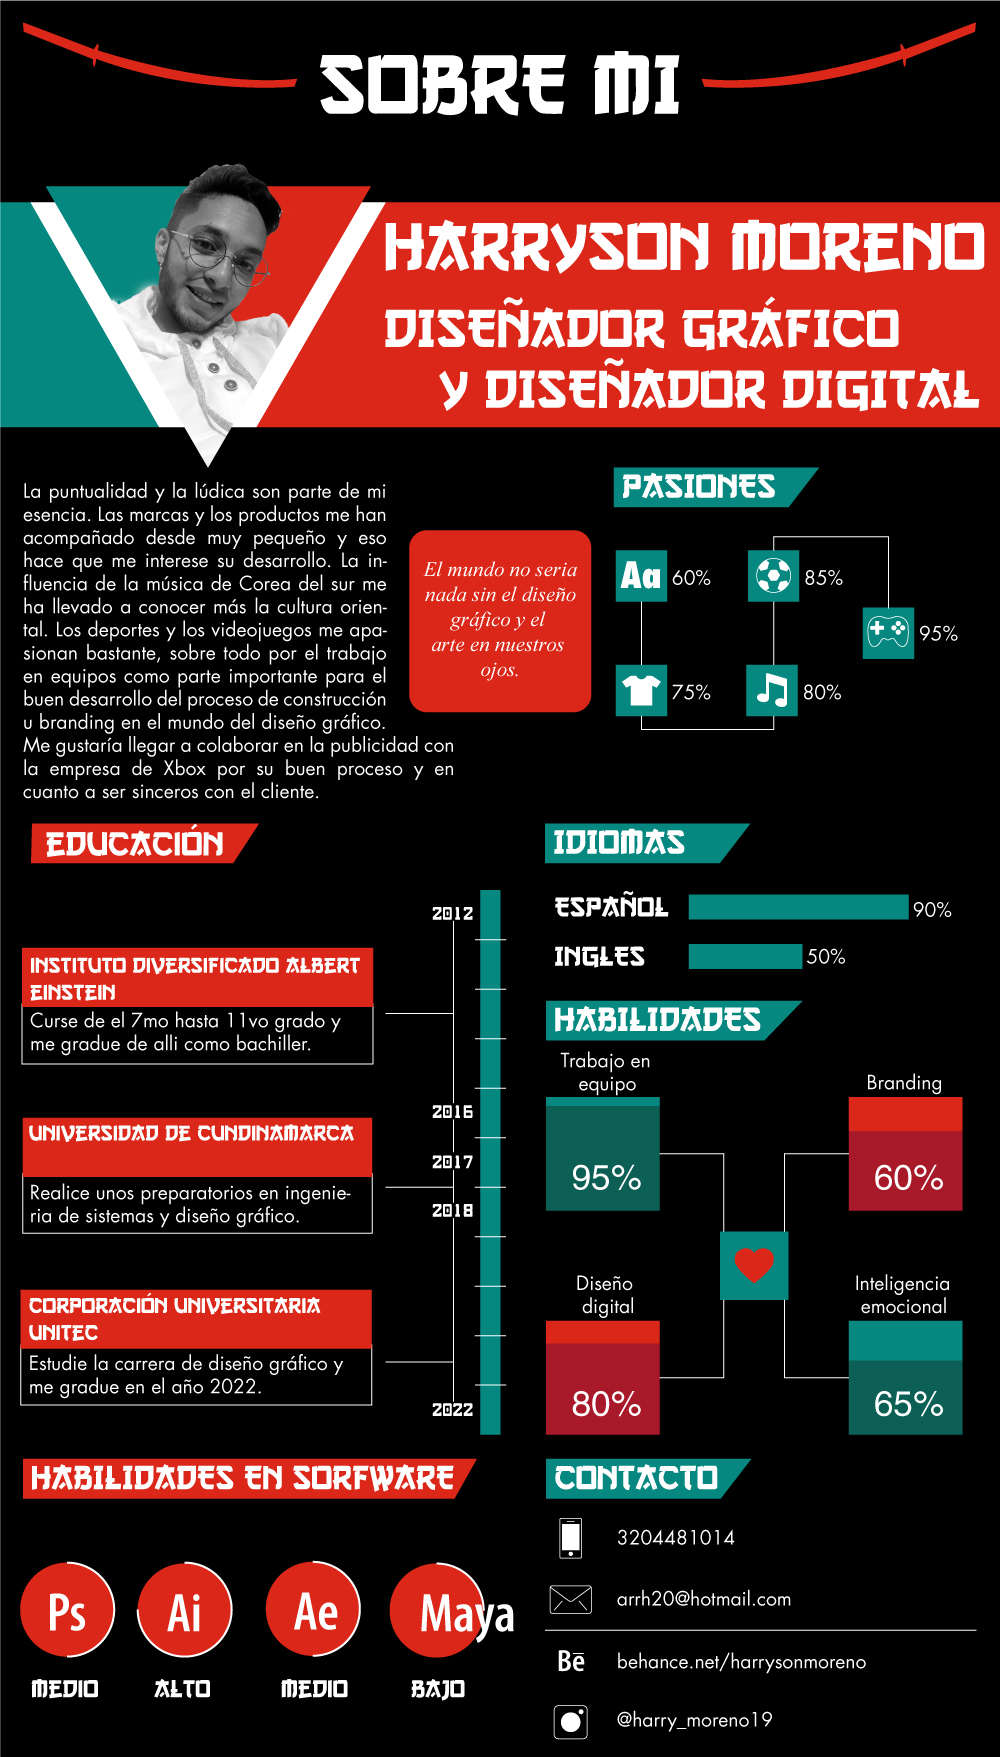 SOBRE MI
HARRYSON MORENO
DISEÑADOR GRÁFICO
Y DISEÑADOR DIGITAL
La puntualidad y la lúdica son parte de mi
esencia. Las marcas y los productos me han
acompañado desde muy pequeño y eso
hace que me interese su desarrollo. La in-
fluencia de la música de Corea del sur me
ha llevado a conocer más la cultura orien-
tal. Los deportes y los videojuegos me apa-
sionan bastante, sobre todo por el trabajo
en equipos como parte importante para el
buen desarrollo del proceso de construcción
u branding en el mundo del diseño gráfico.
Me gustaría llegar a colaborar en la publicidad con
la empresa de Xbox por su buen proceso y en
cuanto a ser sinceros con el cliente.
El mundo no seria
nada sin el diseño
gráfico y el
arte en nuestros
ojos.
PASIONES
Aa 60%
85%
95%
75%
80%
EDUCACIÓN
2012
INSTITUTO DIVERSIFICADO ALBERT
EINSTEIN
Curse de el 7mo hasta 11vo grado y
me gradue de alli como bachiller.
2016
UNIVERSIDAD DE CUNDINAMARCA
2017
Realice unos preparatorios en ingenie-
ria de sistemas y diseño gráfico.
2018
CORPORACIÓN UNIVERSITARIA
UNITEC
Estudie la carrera de diseño gráfico y
me gradue en el año 2022.
2022
IDIOMAS
ESPAÑOL 90%
INGLES 50%
HABILIDADES
Trabajo en
equipo
95%
Branding
60%
Diseño
digital
80%
Inteligencia
emocional
65%
HABILIDADES EN SORFWARE
Ps
MEDIO
Ai
ALTO
Ae
MEDIO
Maya
BAJO
CONTACTO
3204481014
arrh20@hotmail.com
Bē behance.net/harrysonmoreno
@harry_moreno19